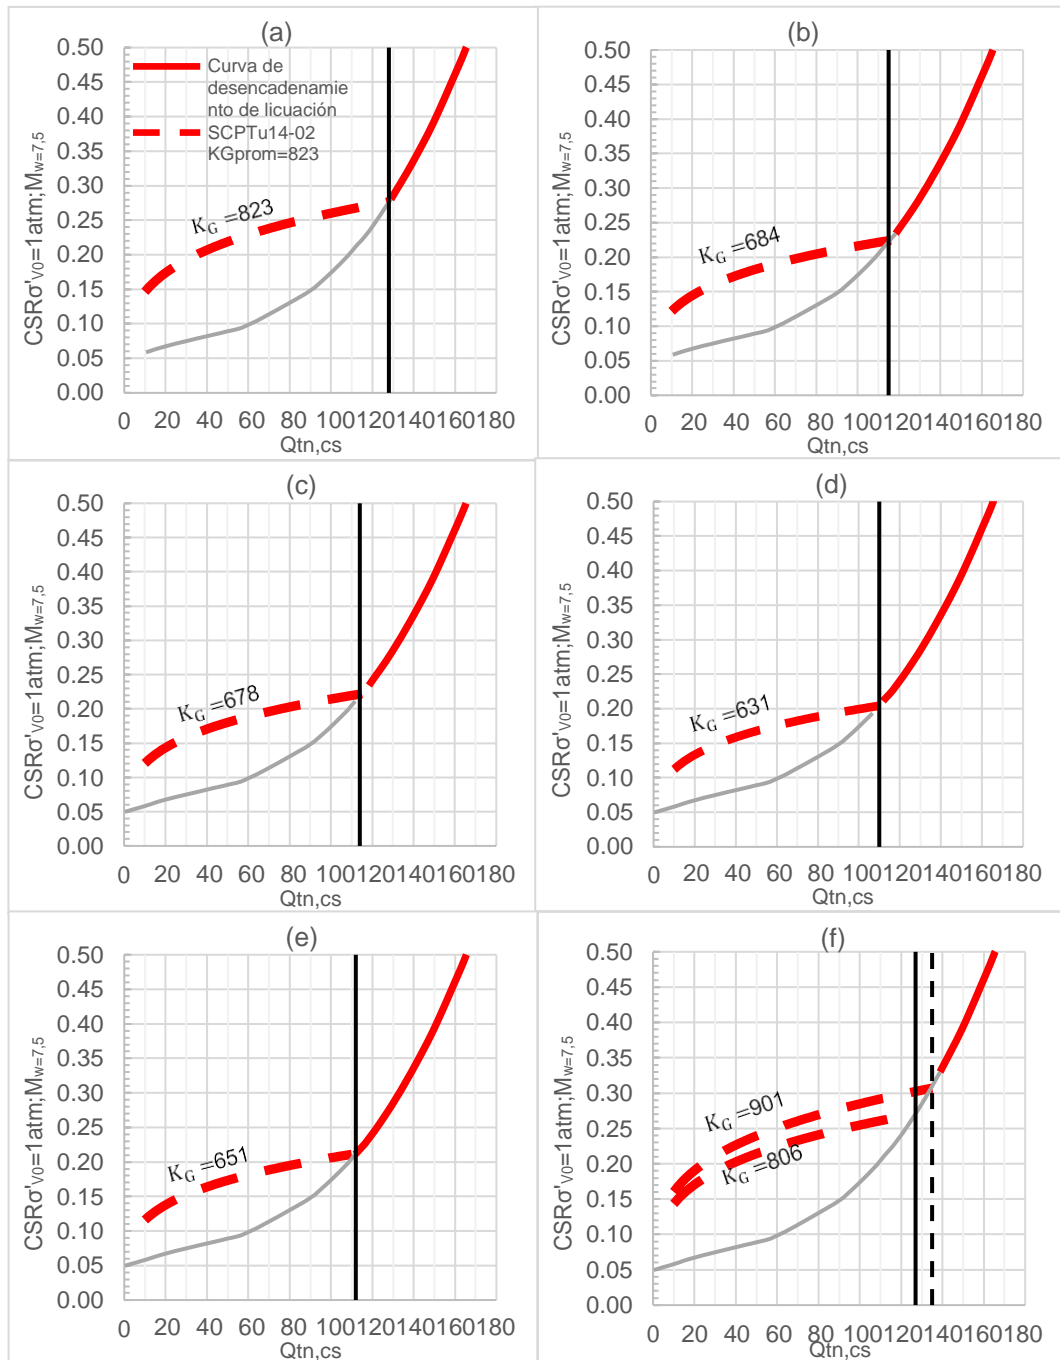 (a)
0.50
0.45
0.40
0.35
0.30
0.25
0.20
0.15
0.10
0.05
0.00
CSRσ'V0=1atm;Mw=7,5
Curva de
desencadenamie
nto de licuación
SCPTu14-02
KGprom=823
KG =823
0 20 40 60 80 100120140160180
Qtn,cs
(b)
0.50
0.45
0.40
0.35
0.30
0.25
0.20
0.15
0.10
0.05
0.00
CSRσ'V0=1atm;Mw=7,5
KG =684
0 20 40 60 80 100120140160180
Qtn,cs
(c)
0.50
0.45
0.40
0.35
0.30
0.25
0.20
0.15
0.10
0.05
0.00
CSRσ'V0=1atm;Mw=7,5
KG =678
0 20 40 60 80 100120140160180
Qtn,cs
(d)
0.50
0.45
0.40
0.35
0.30
0.25
0.20
0.15
0.10
0.05
0.00
CSRσ'V0=1atm;Mw=7,5
KG =631
0 20 40 60 80 100120140160180
Qtn,cs
(e)
0.50
0.45
0.40
0.35
0.30
0.25
0.20
0.15
0.10
0.05
0.00
CSRσ'V0=1atm;Mw=7,5
KG =651
0 20 40 60 80 100120140160180
Qtn,cs
(f)
0.50
0.45
0.40
0.35
0.30
0.25
0.20
0.15
0.10
0.05
0.00
CSRσ'V0=1atm;Mw=7,5
KG =901
KG =806
0 20 40 60 80 100120140160180
Qtn,cs